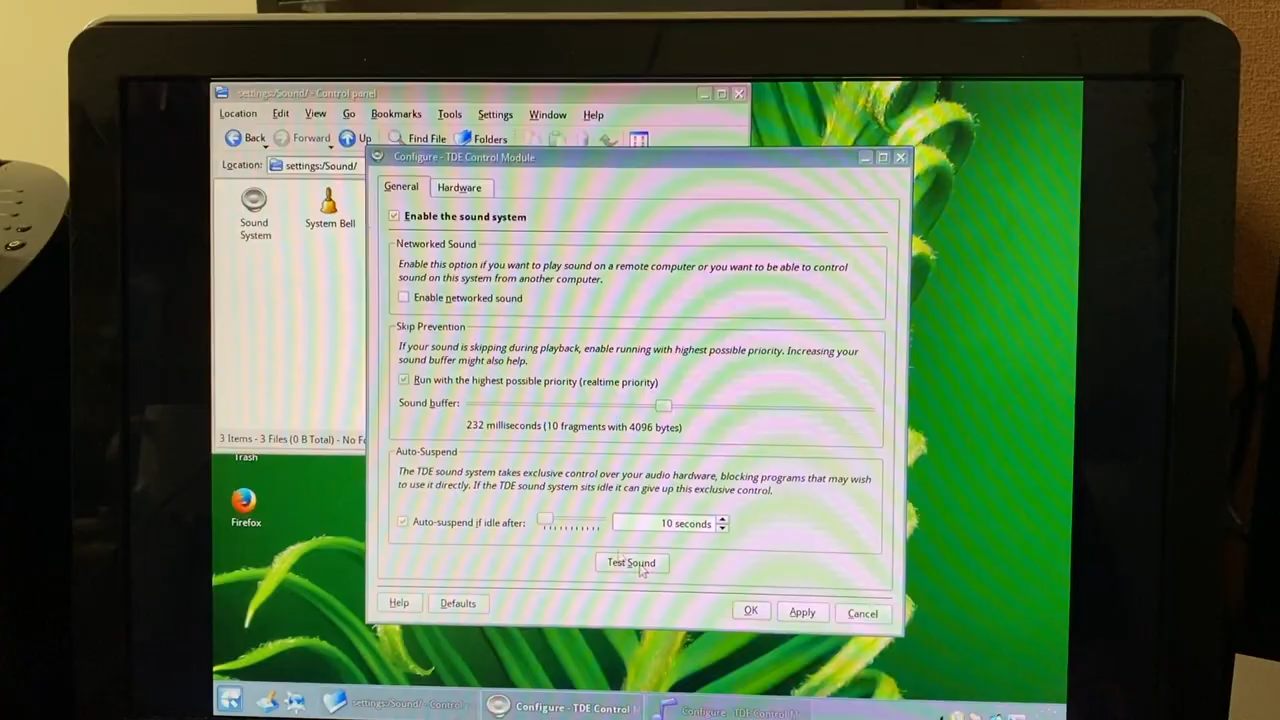 settings:/Sound/ - Control panel
Location Edit View Go Bookmarks Tools Settings Window Help
Back Forward Up Find File Folders
Location: settings:/Sound/
Sound System
System Bell
3 Items - 3 Files (0 B Total) - No Fo
Trash
Firefox
Configure - TDE Control Module
General Hardware
Enable the sound system
Networked Sound
Enable this option if you want to play sound on a remote computer or you want to be able to control
sound on this system from another computer.
Enable networked sound
Skip Prevention
If your sound is skipping during playback, enable running with highest possible priority. Increasing your
sound buffer might also help.
Run with the highest possible priority (realtime priority)
Sound buffer:
232 milliseconds (10 fragments with 4096 bytes)
Auto-Suspend
The TDE sound system takes exclusive control over your audio hardware, blocking programs that may wish
to use it directly. If the TDE sound system sits idle it can give up this exclusive control.
Auto-suspend if idle after: 10 seconds
Test Sound
Help Defaults OK Apply Cancel
settings:/Sound/ - Control Configure - TDE Control M Configure - TDE Control M